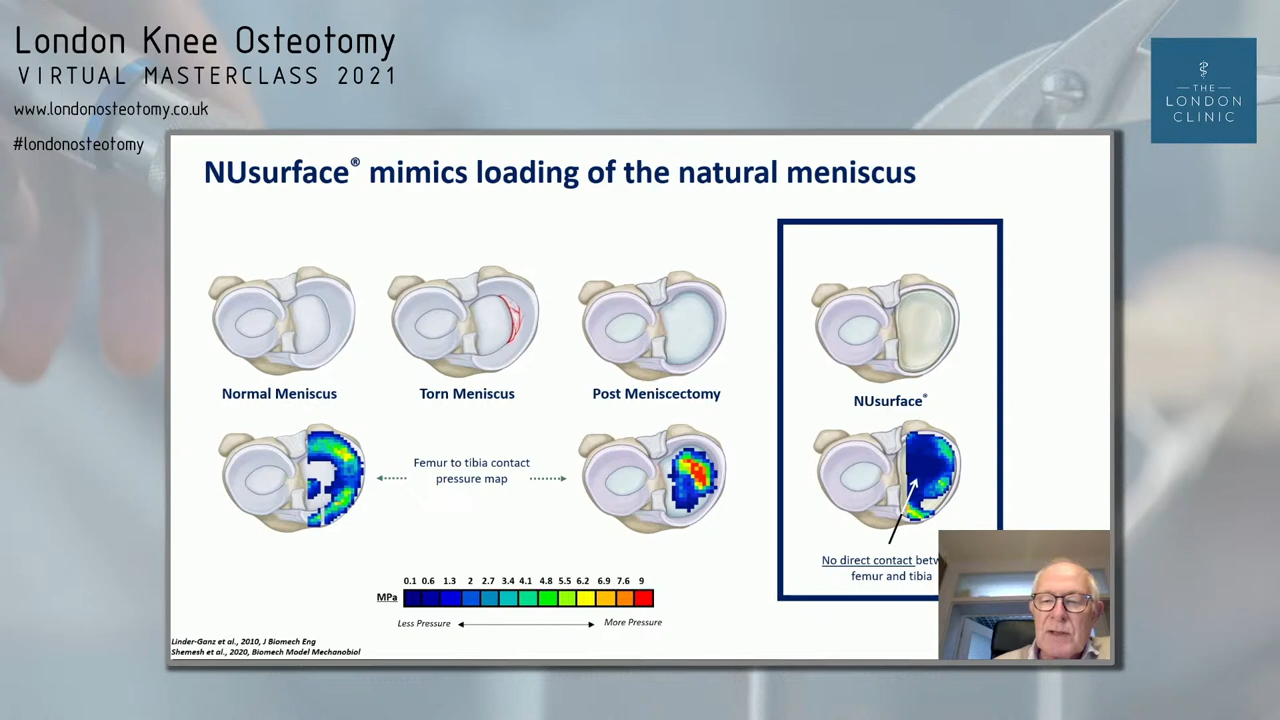 London Knee Osteotomy
VIRTUAL MASTERCLASS 2021
www.londonosteotomy.co.uk
#londonosteotomy
THE
LONDON
CLINIC
NUsurface® mimics loading of the natural meniscus
Normal Meniscus
Torn Meniscus
Post Meniscectomy
NUsurface®
Femur to tibia contact
pressure map
No direct contact
femur and tibia
0.1 0.6 1.3 2 2.7 3.4 4.1 4.8 5.5 6.2 6.9 7.6 9
MPa
Less Pressure
More Pressure
Linder-Ganz et al., 2010, J Biomech Eng
Shemesh et al., 2020, Biomech Model Mechanobiol